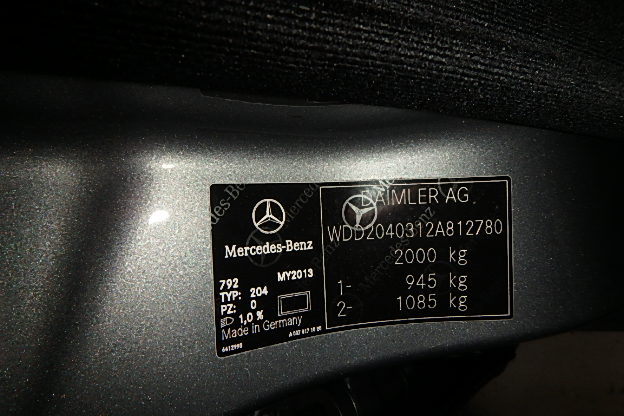 Mercedes-Benz
792 MY2013
TYP: 204
PZ: 0
1,0 %
Made in Germany
6612998
DAIMLER AG
WDD2040312A812780
2000 kg
1- 945 kg
2- 1085 kg